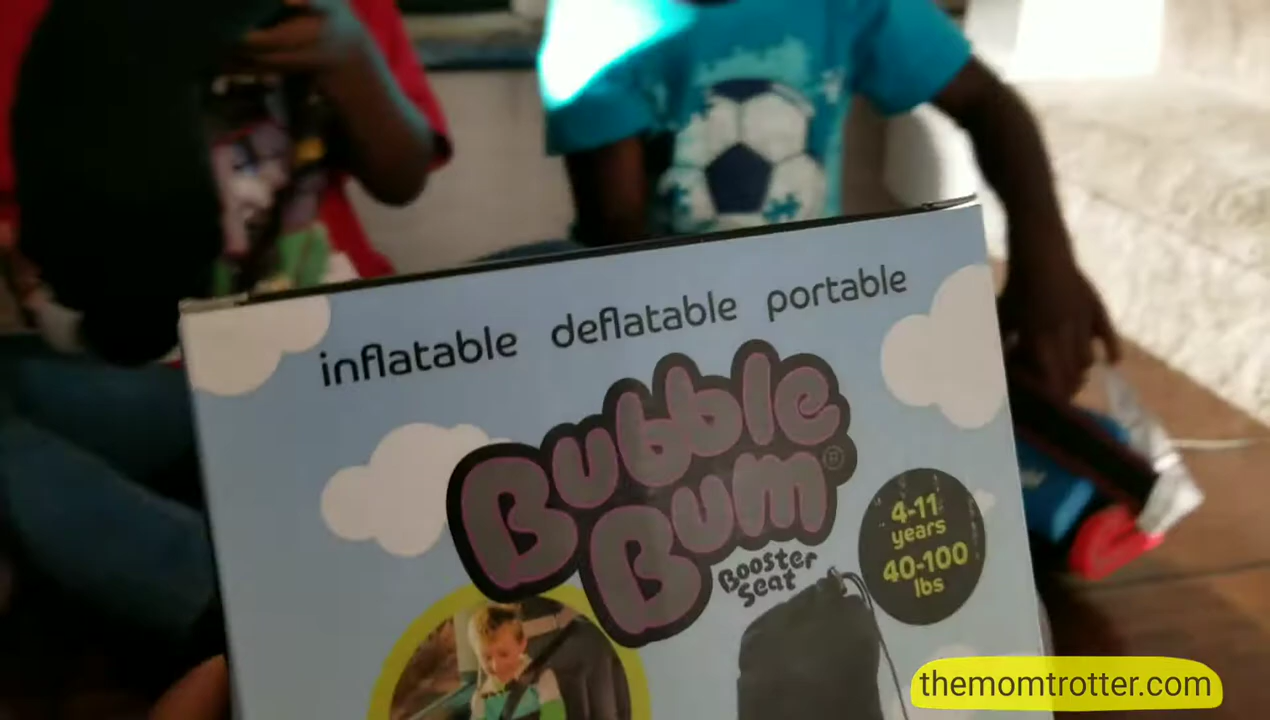 inflatable deflatable portable
Bubble
Bum®
Booster
Seat
4-11
years
40-100
lbs
themomtrotter.com